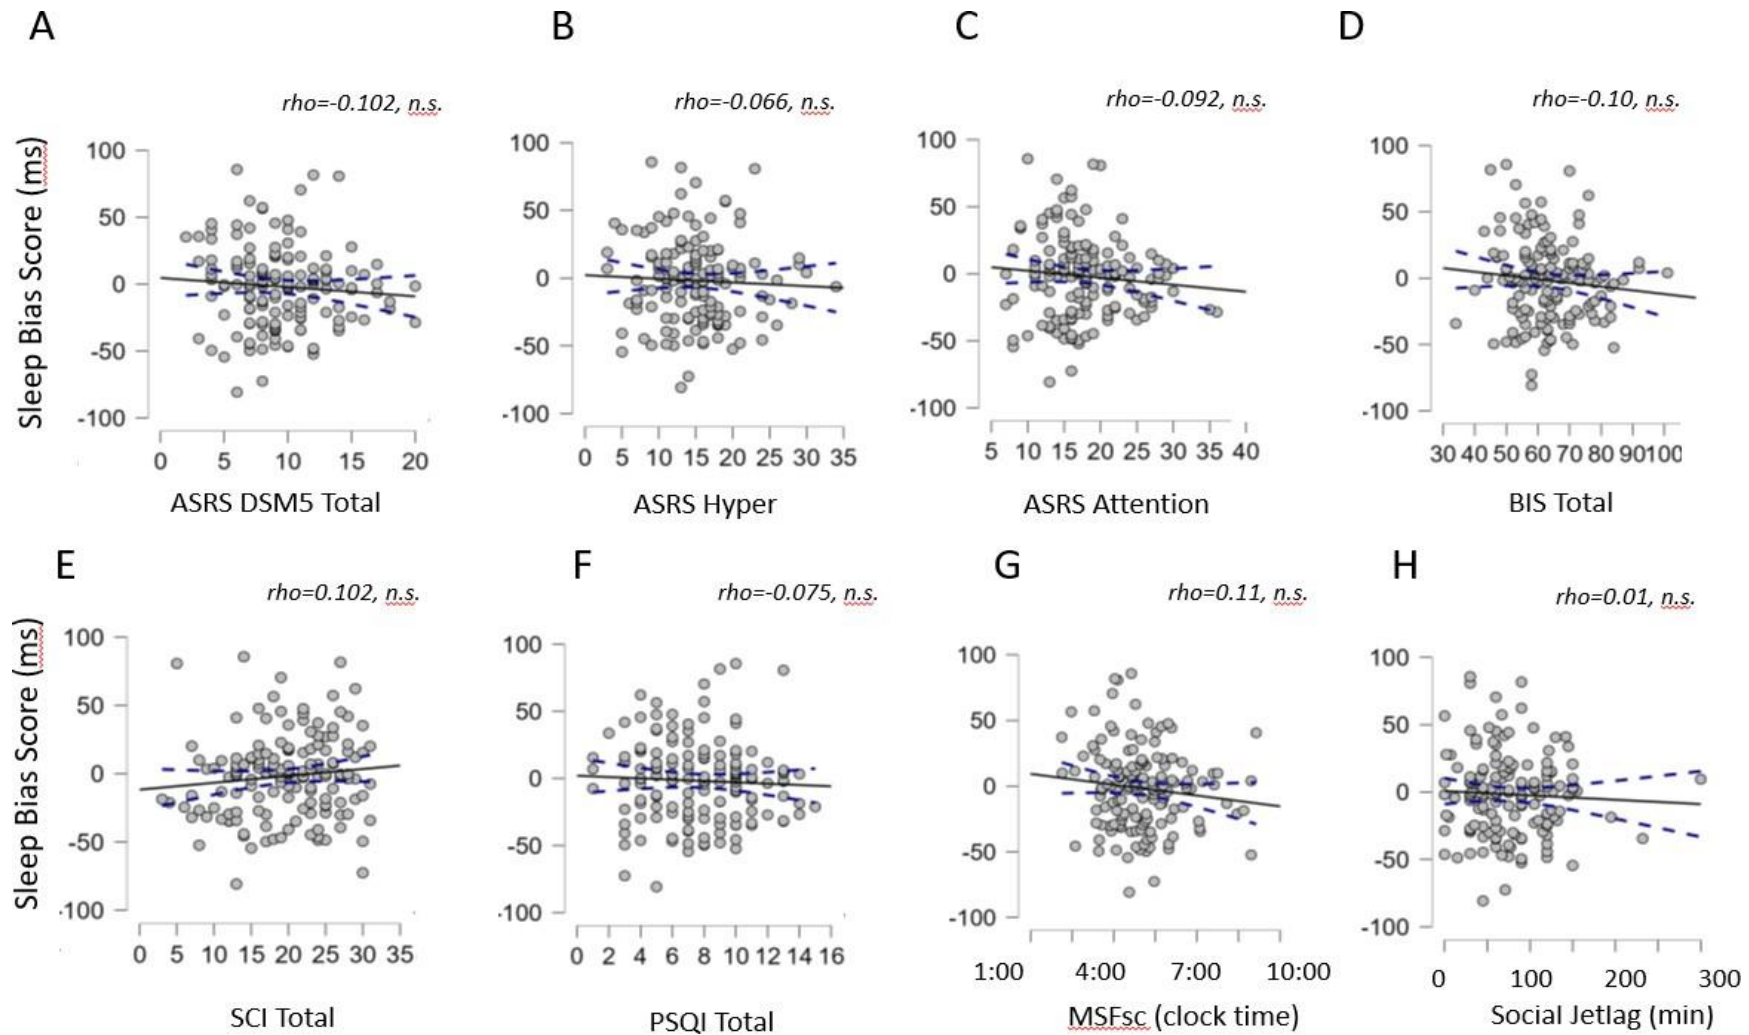 A
B
C
D
rho=-0.102, n.s.
rho=-0.066, n.s.
rho=-0.092, n.s.
rho=-0.10, n.s.
Sleep Bias Score (ms)
100
50
0
-50
-100
0 5 10 15 20
ASRS DSM5 Total
100
50
0
-50
-100
0 5 10 15 20 25 30 35
ASRS Hyper
100
50
0
-50
-100
5 10 15 20 25 30 35 40
ASRS Attention
100
50
0
-50
-100
30 40 50 60 70 80 90 100
BIS Total
E
F
G
H
rho=0.102, n.s.
rho=-0.075, n.s.
rho=0.11, n.s.
rho=0.01, n.s.
Sleep Bias Score (ms)
100
50
0
-50
-100
0 5 10 15 20 25 30 35
SCI Total
100
50
0
-50
-100
0 2 4 6 8 10 12 14 16
PSQI Total
100
50
0
-50
-100
1:00 4:00 7:00 10:00
MSFsc (clock time)
100
50
0
-50
-100
0 100 200 300
Social Jetlag (min)